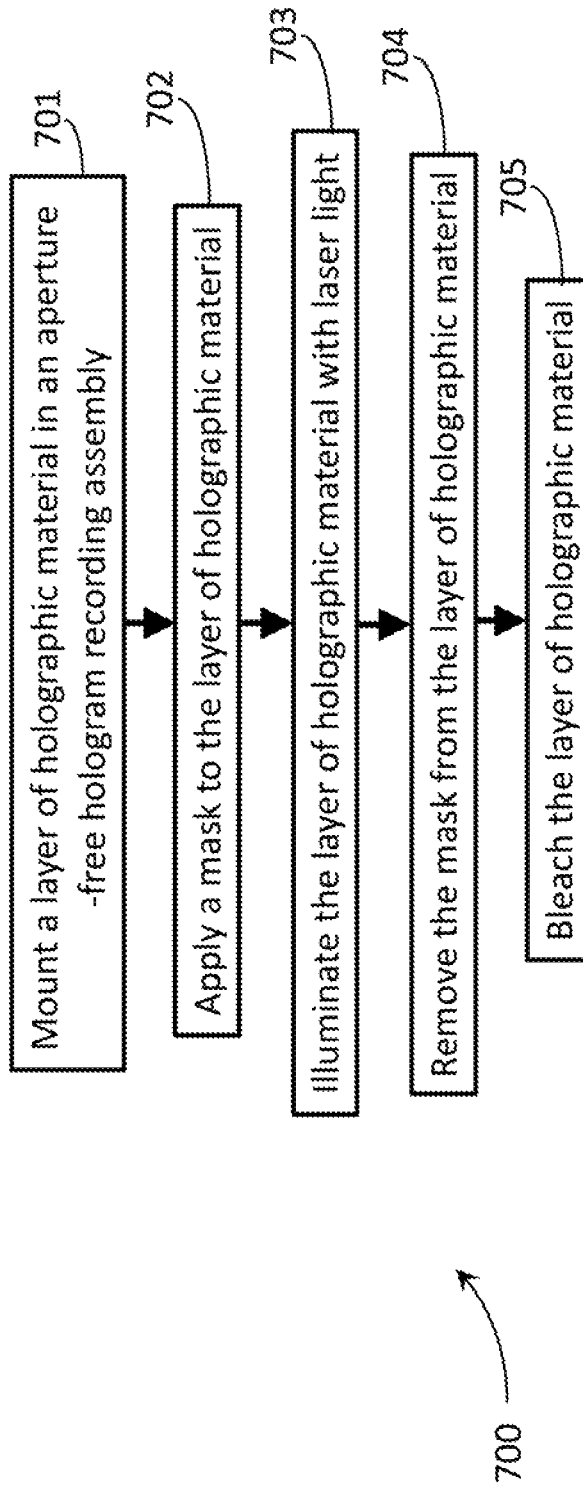 701
Mount a layer of holographic material in an aperture
-free hologram recording assembly
702
Apply a mask to the layer of holographic material
703
Illuminate the layer of holographic material with laser light
704
Remove the mask from the layer of holographic material
705
Bleach the layer of holographic material
700